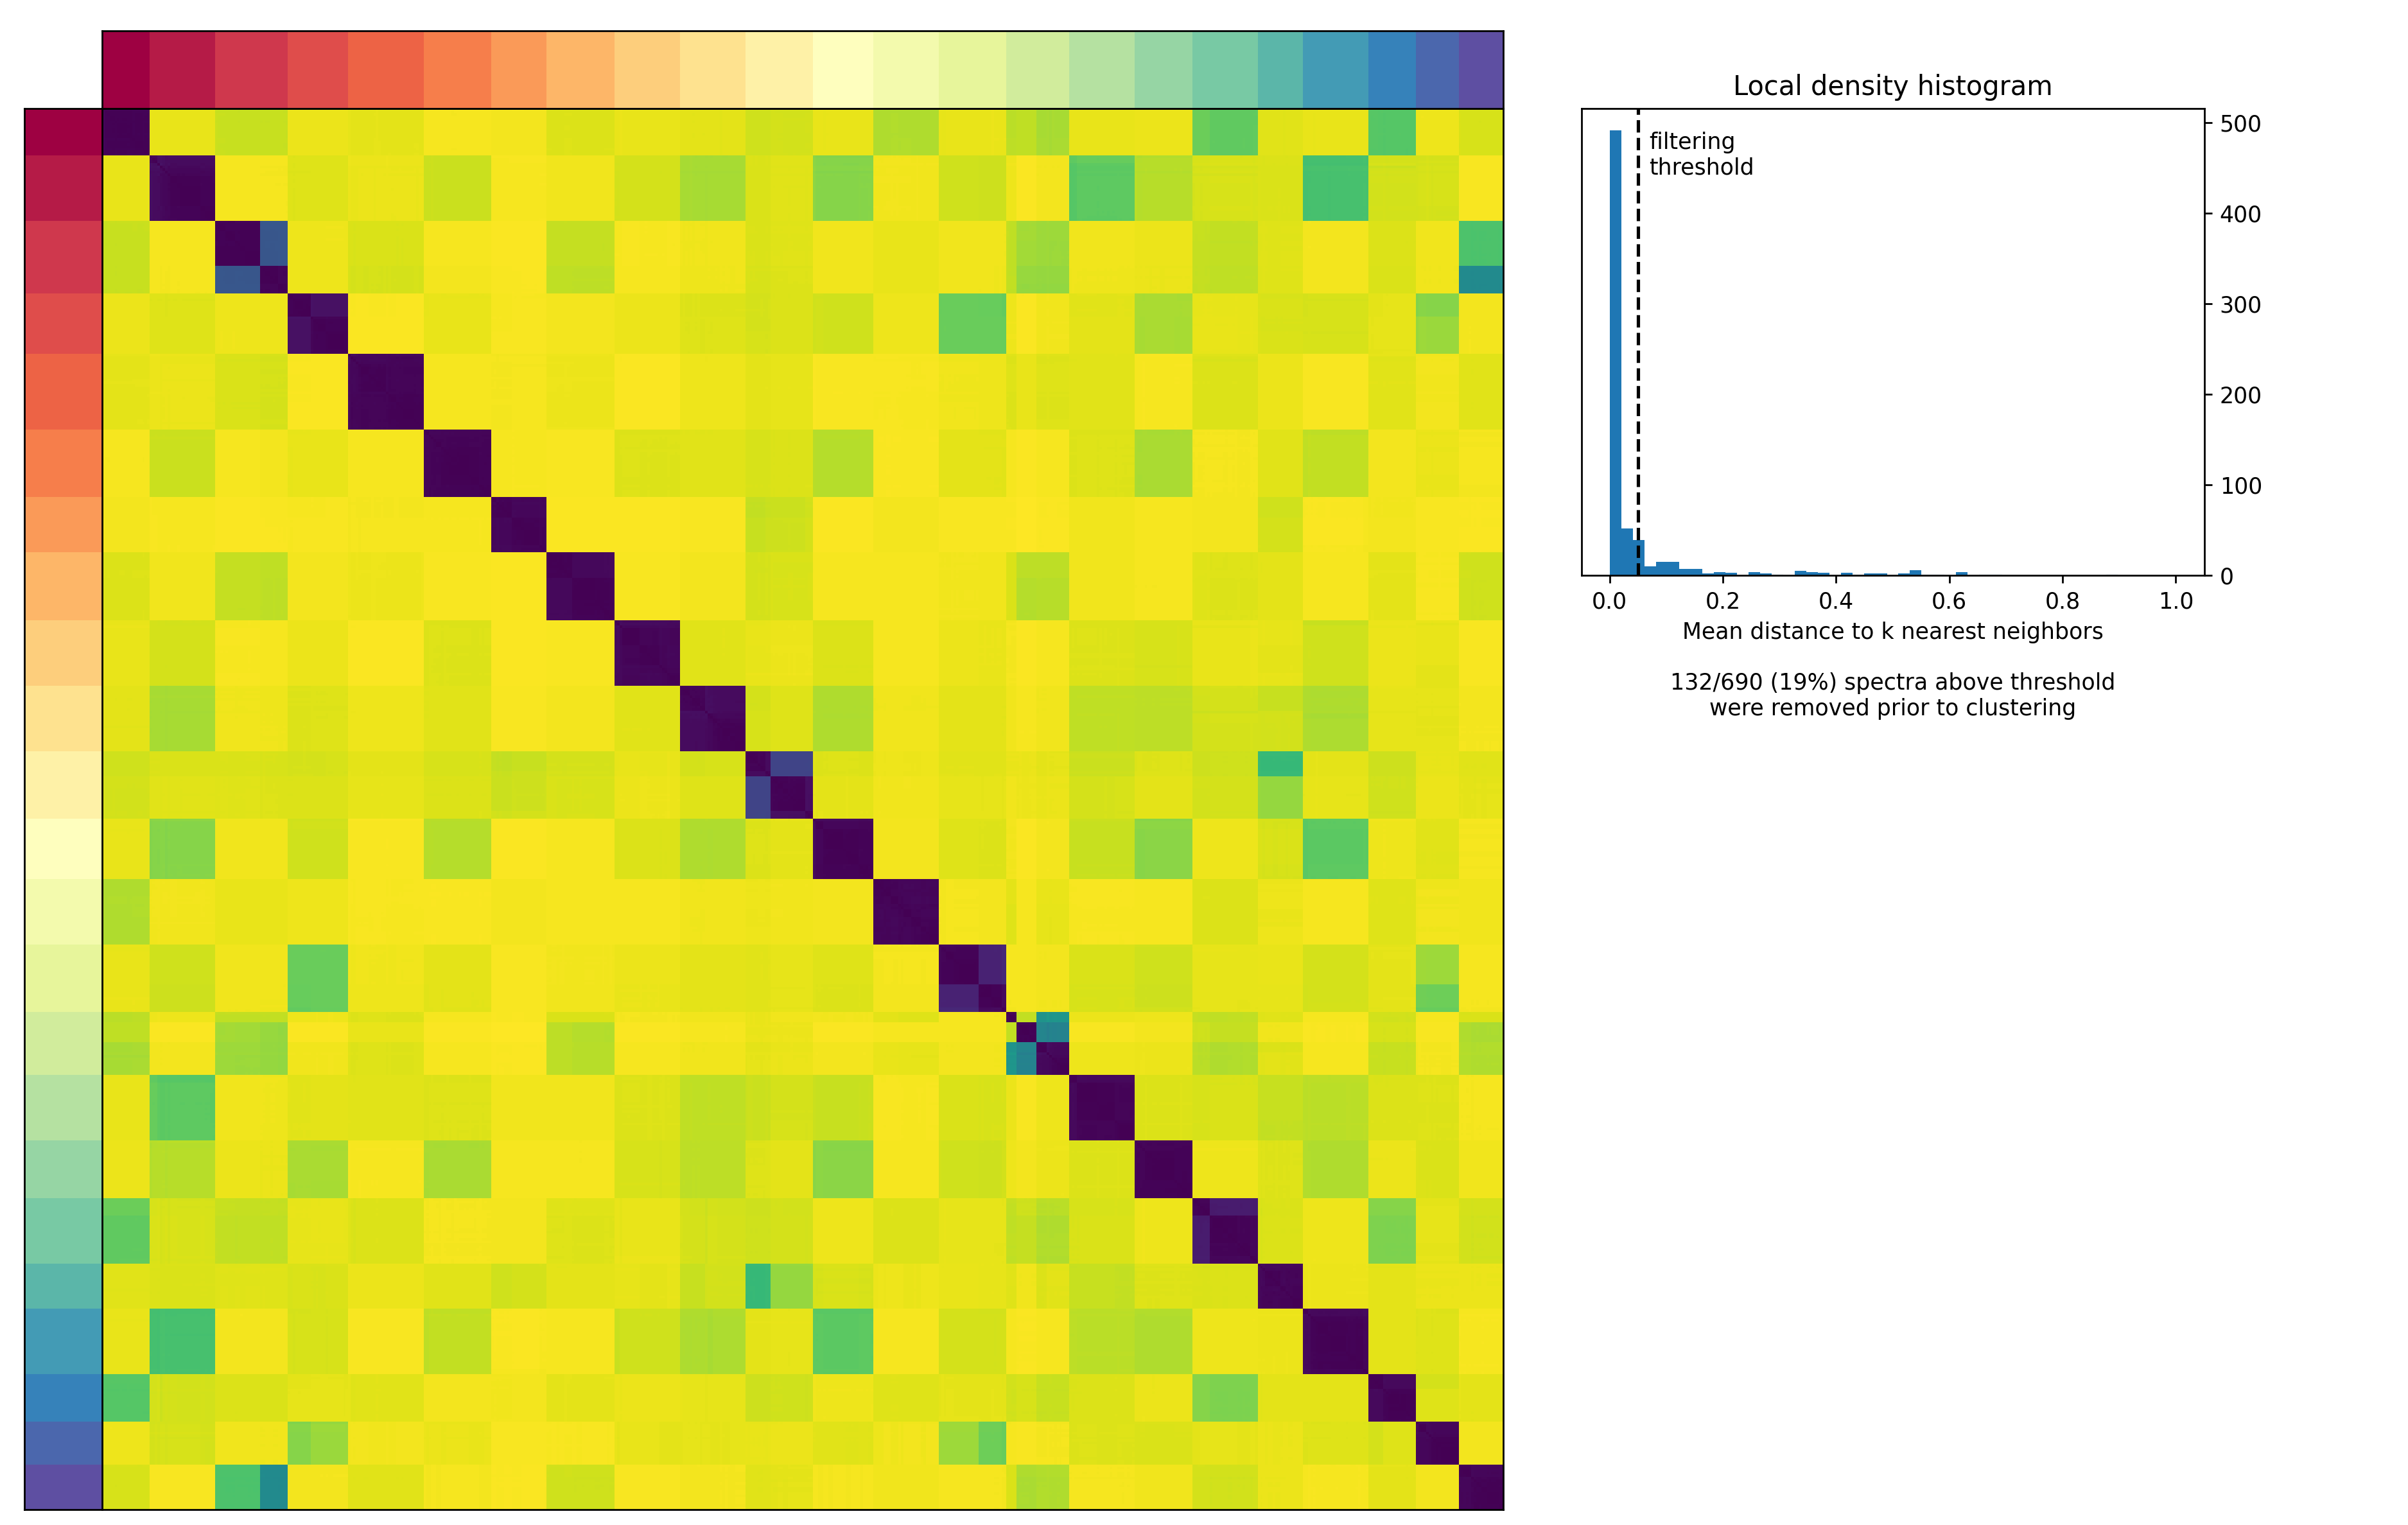 Local density histogram
filtering
threshold
500
400
300
200
100
0
0.0 0.2 0.4 0.6 0.8 1.0
Mean distance to k nearest neighbors
132/690 (19%) spectra above threshold
were removed prior to clustering